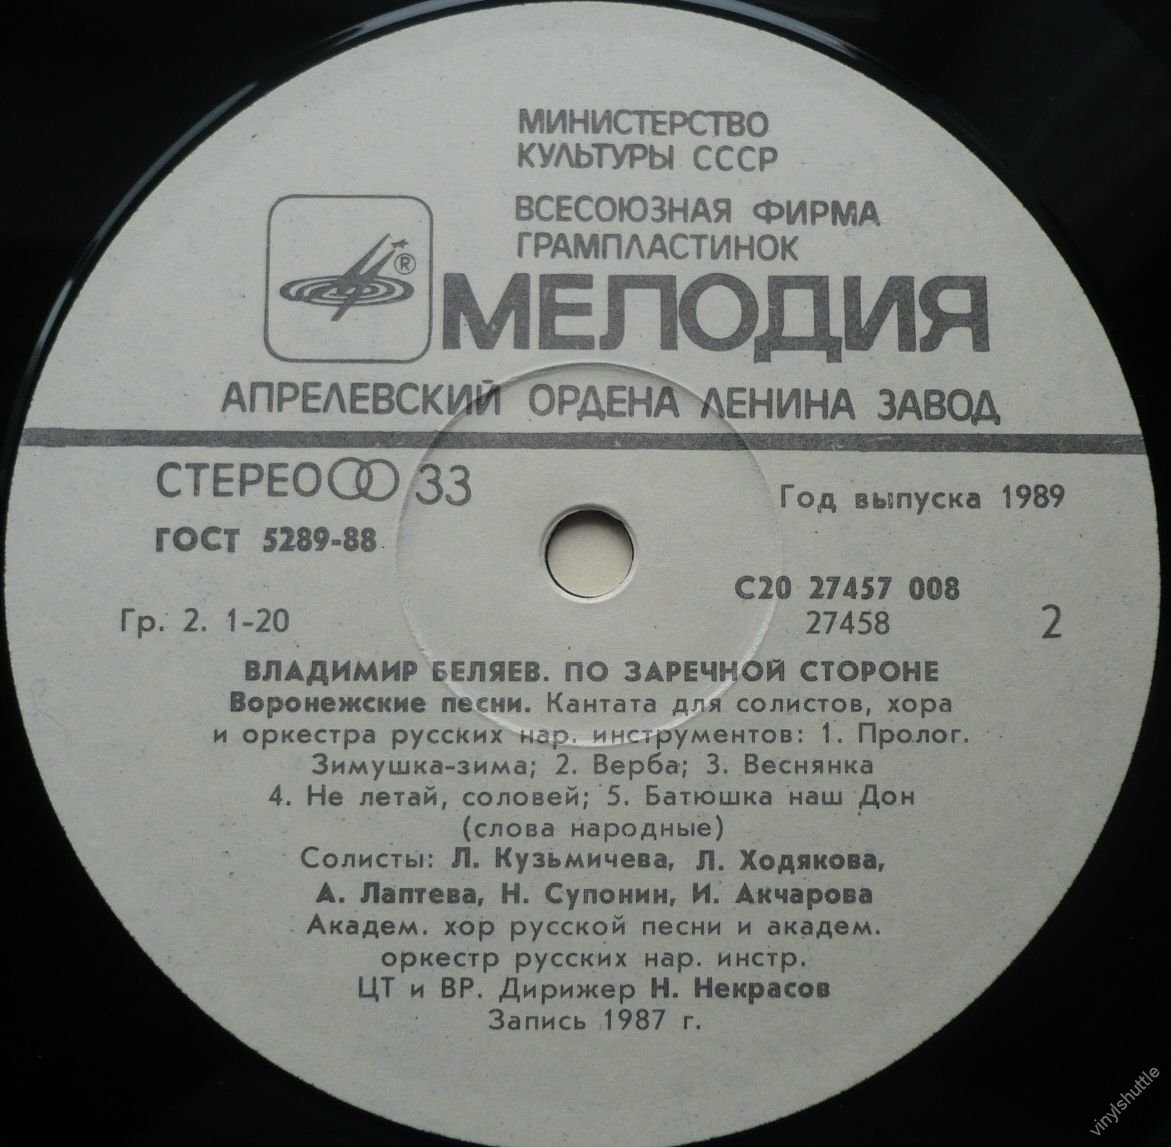 МИНИСТЕРСТВО
КУЛЬТУРЫ СССР
ВСЕСОЮЗНАЯ ФИРМА
ГРАМПЛАСТИНОК
®
МЕЛОДИЯ
АПРЕЛЕВСКИЙ ОРДЕНА ЛЕНИНА ЗАВОД
СТЕРЕО 33
Год выпуска 1989
ГОСТ 5289-88
С20 27457 008
Гр. 2. 1-20
27458
2
ВЛАДИМИР БЕЛЯЕВ. ПО ЗАРЕЧНОЙ СТОРОНЕ
Воронежские песни. Кантата для солистов, хора
и оркестра русских нар. инструментов: 1. Пролог.
Зимушка-зима; 2. Верба; 3. Веснянка
4. Не летай, соловей; 5. Батюшка наш Дон
(слова народные)
Солисты: Л. Кузьмичева, Л. Ходякова,
А. Лаптева, Н. Супонин, И. Акчарова
Академ. хор русской песни и академ.
оркестр русских нар. инстр.
ЦТ и ВР. Дирижер Н. Некрасов
Запись 1987 г.
vinylshuttle